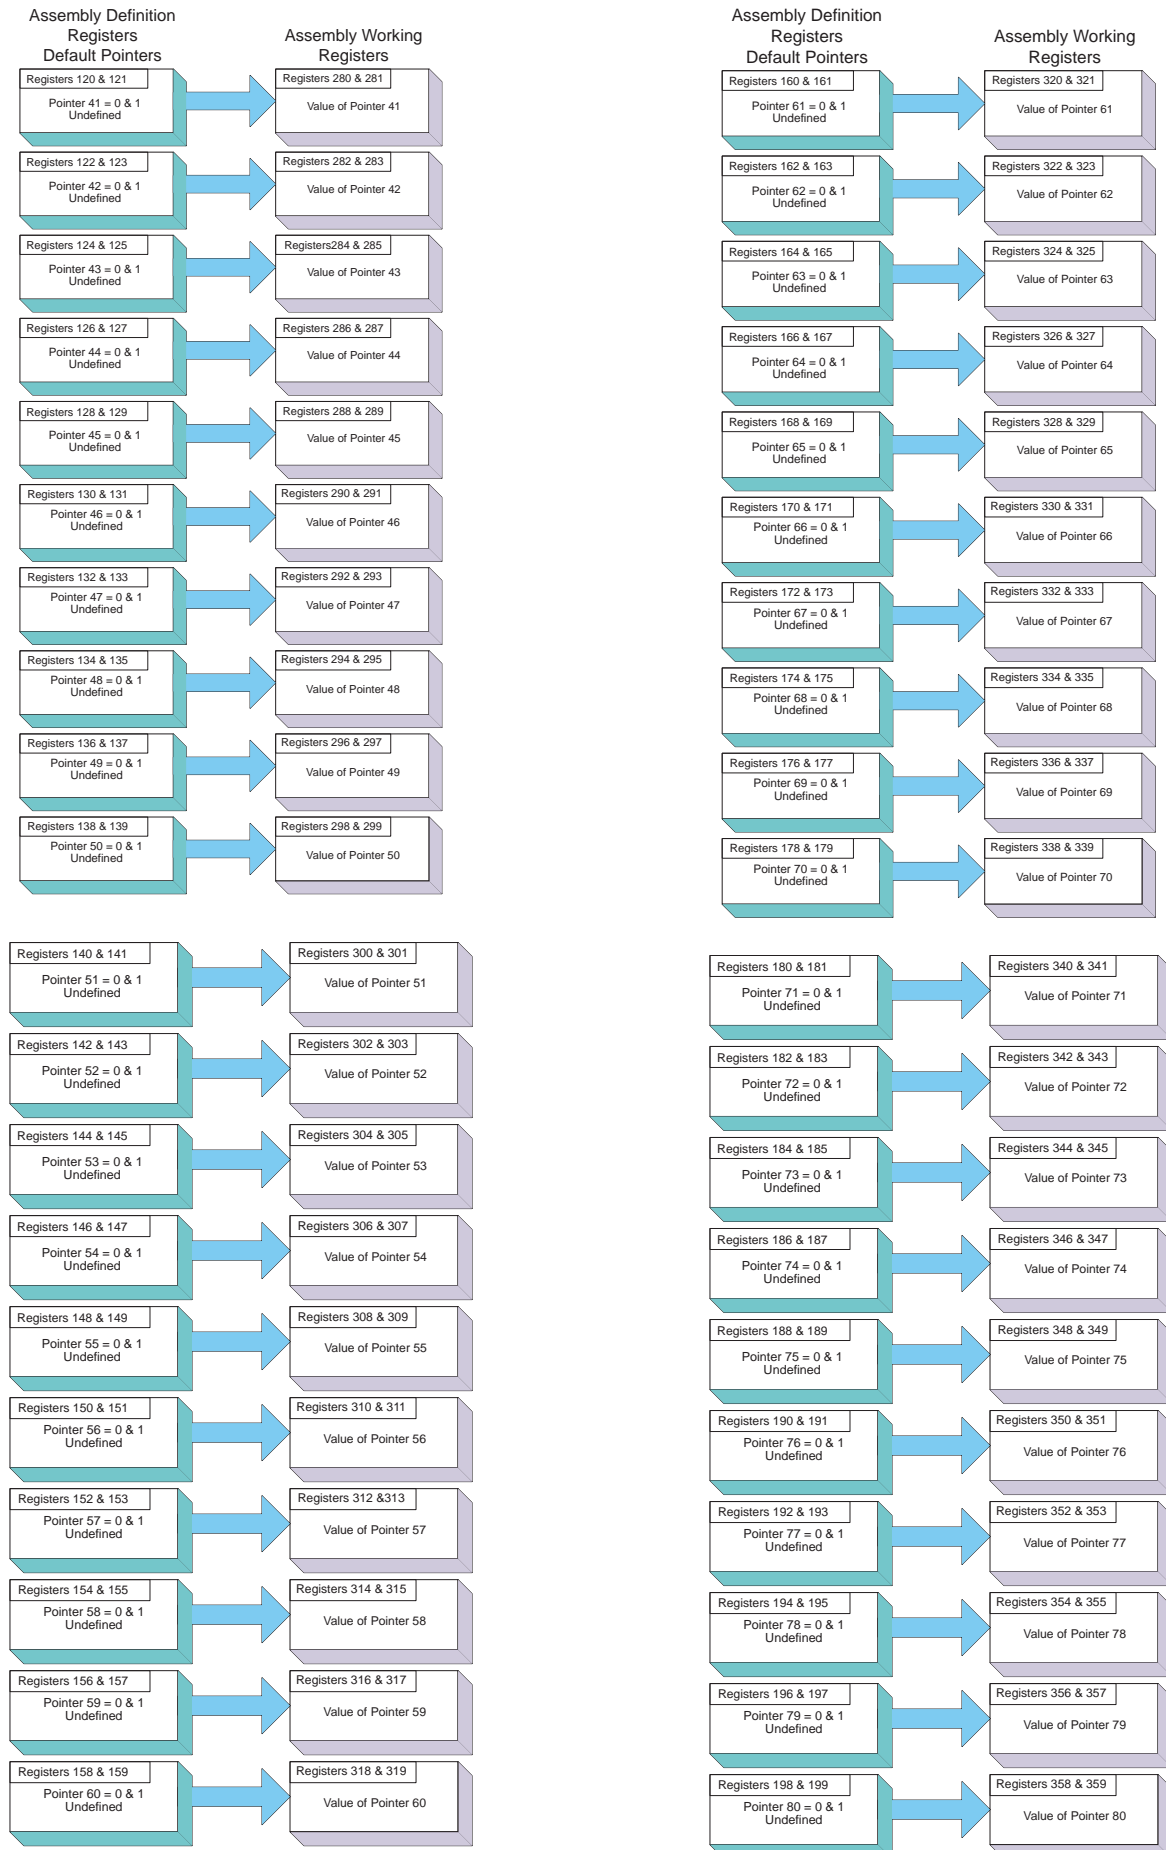 Assembly Definition
Registers
Default Pointers
Assembly Working
Registers
Registers 120 & 121
Pointer 41 = 0 & 1
Undefined
Registers 280 & 281
Value of Pointer 41
Registers 122 & 123
Pointer 42 = 0 & 1
Undefined
Registers 282 & 283
Value of Pointer 42
Registers 124 & 125
Pointer 43 = 0 & 1
Undefined
Registers284 & 285
Value of Pointer 43
Registers 126 & 127
Pointer 44 = 0 & 1
Undefined
Registers 286 & 287
Value of Pointer 44
Registers 128 & 129
Pointer 45 = 0 & 1
Undefined
Registers 288 & 289
Value of Pointer 45
Registers 130 & 131
Pointer 46 = 0 & 1
Undefined
Registers 290 & 291
Value of Pointer 46
Registers 132 & 133
Pointer 47 = 0 & 1
Undefined
Registers 292 & 293
Value of Pointer 47
Registers 134 & 135
Pointer 48 = 0 & 1
Undefined
Registers 294 & 295
Value of Pointer 48
Registers 136 & 137
Pointer 49 = 0 & 1
Undefined
Registers 296 & 297
Value of Pointer 49
Registers 138 & 139
Pointer 50 = 0 & 1
Undefined
Registers 298 & 299
Value of Pointer 50
Registers 140 & 141
Pointer 51 = 0 & 1
Undefined
Registers 300 & 301
Value of Pointer 51
Registers 142 & 143
Pointer 52 = 0 & 1
Undefined
Registers 302 & 303
Value of Pointer 52
Registers 144 & 145
Pointer 53 = 0 & 1
Undefined
Registers 304 & 305
Value of Pointer 53
Registers 146 & 147
Pointer 54 = 0 & 1
Undefined
Registers 306 & 307
Value of Pointer 54
Registers 148 & 149
Pointer 55 = 0 & 1
Undefined
Registers 308 & 309
Value of Pointer 55
Registers 150 & 151
Pointer 56 = 0 & 1
Undefined
Registers 310 & 311
Value of Pointer 56
Registers 152 & 153
Pointer 57 = 0 & 1
Undefined
Registers 312 &313
Value of Pointer 57
Registers 154 & 155
Pointer 58 = 0 & 1
Undefined
Registers 314 & 315
Value of Pointer 58
Registers 156 & 157
Pointer 59 = 0 & 1
Undefined
Registers 316 & 317
Value of Pointer 59
Registers 158 & 159
Pointer 60 = 0 & 1
Undefined
Registers 318 & 319
Value of Pointer 60
Assembly Definition
Registers
Default Pointers
Assembly Working
Registers
Registers 160 & 161
Pointer 61 = 0 & 1
Undefined
Registers 320 & 321
Value of Pointer 61
Registers 162 & 163
Pointer 62 = 0 & 1
Undefined
Registers 322 & 323
Value of Pointer 62
Registers 164 & 165
Pointer 63 = 0 & 1
Undefined
Registers 324 & 325
Value of Pointer 63
Registers 166 & 167
Pointer 64 = 0 & 1
Undefined
Registers 326 & 327
Value of Pointer 64
Registers 168 & 169
Pointer 65 = 0 & 1
Undefined
Registers 328 & 329
Value of Pointer 65
Registers 170 & 171
Pointer 66 = 0 & 1
Undefined
Registers 330 & 331
Value of Pointer 66
Registers 172 & 173
Pointer 67 = 0 & 1
Undefined
Registers 332 & 333
Value of Pointer 67
Registers 174 & 175
Pointer 68 = 0 & 1
Undefined
Registers 334 & 335
Value of Pointer 68
Registers 176 & 177
Pointer 69 = 0 & 1
Undefined
Registers 336 & 337
Value of Pointer 69
Registers 178 & 179
Pointer 70 = 0 & 1
Undefined
Registers 338 & 339
Value of Pointer 70
Registers 180 & 181
Pointer 71 = 0 & 1
Undefined
Registers 340 & 341
Value of Pointer 71
Registers 182 & 183
Pointer 72 = 0 & 1
Undefined
Registers 342 & 343
Value of Pointer 72
Registers 184 & 185
Pointer 73 = 0 & 1
Undefined
Registers 344 & 345
Value of Pointer 73
Registers 186 & 187
Pointer 74 = 0 & 1
Undefined
Registers 346 & 347
Value of Pointer 74
Registers 188 & 189
Pointer 75 = 0 & 1
Undefined
Registers 348 & 349
Value of Pointer 75
Registers 190 & 191
Pointer 76 = 0 & 1
Undefined
Registers 350 & 351
Value of Pointer 76
Registers 192 & 193
Pointer 77 = 0 & 1
Undefined
Registers 352 & 353
Value of Pointer 77
Registers 194 & 195
Pointer 78 = 0 & 1
Undefined
Registers 354 & 355
Value of Pointer 78
Registers 196 & 197
Pointer 79 = 0 & 1
Undefined
Registers 356 & 357
Value of Pointer 79
Registers 198 & 199
Pointer 80 = 0 & 1
Undefined
Registers 358 & 359
Value of Pointer 80